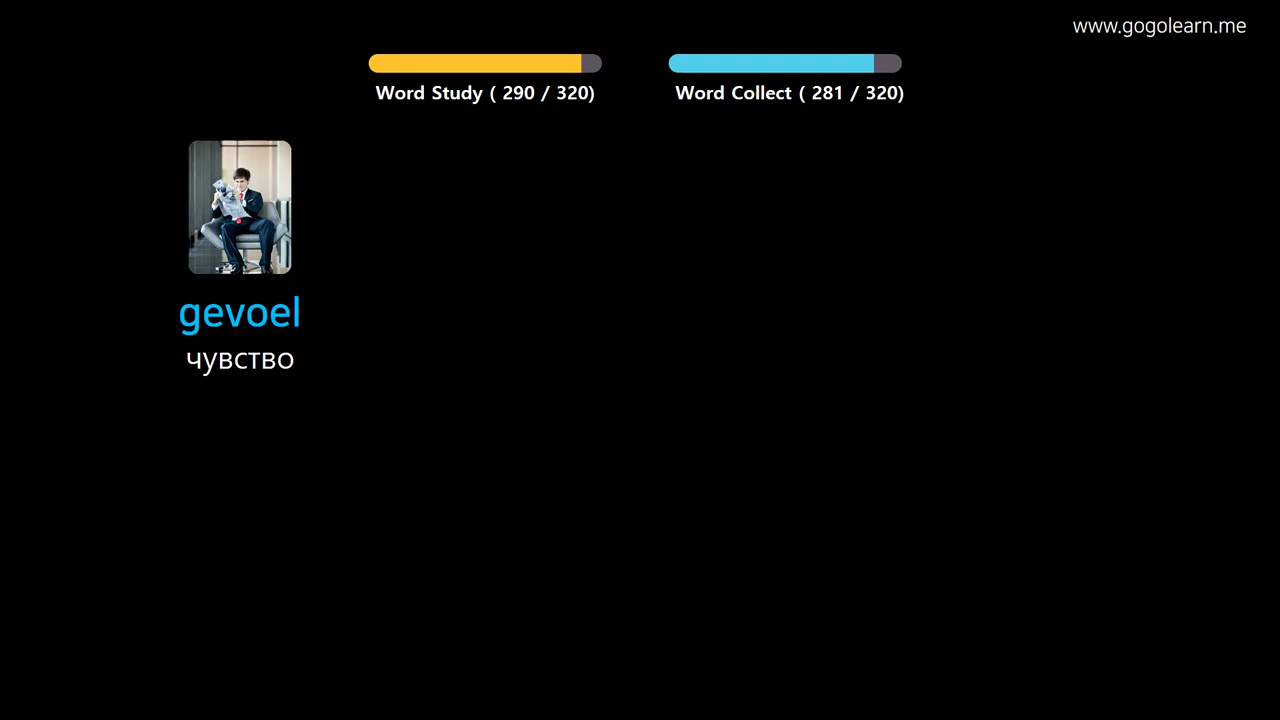 www.gogolearn.me
Word Study ( 290 / 320)
Word Collect ( 281 / 320)
gevoel
чувство